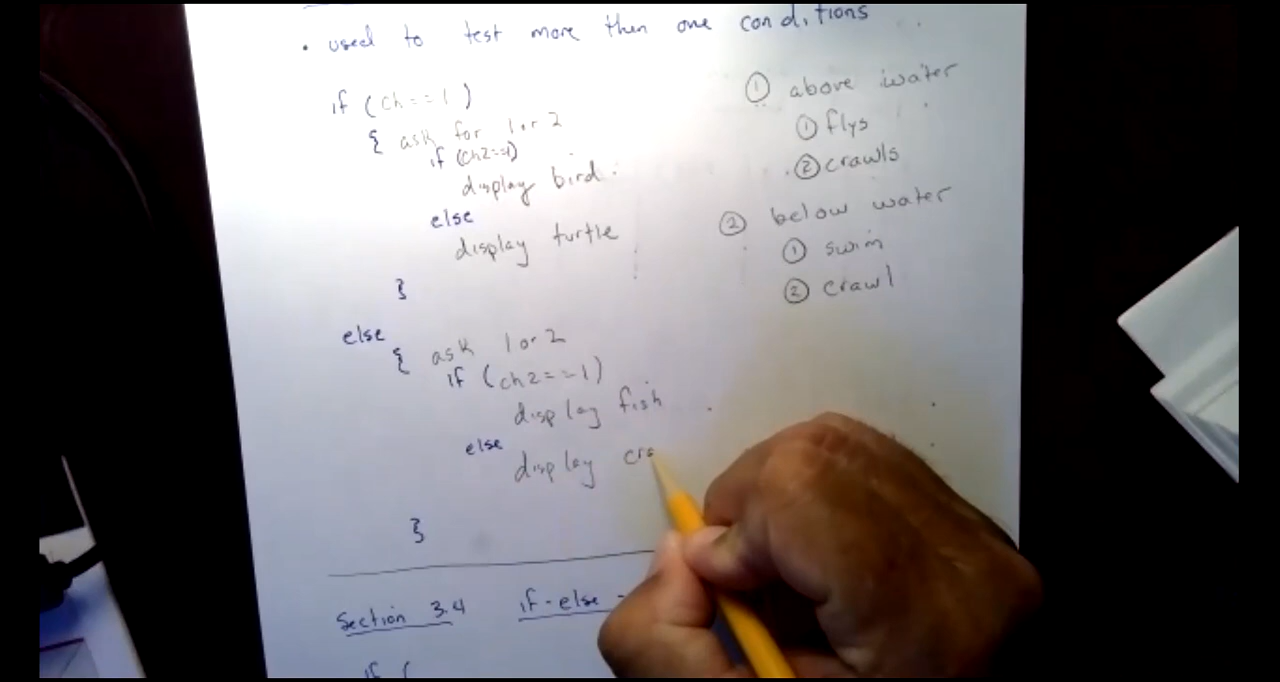 • used to test more then one conditions
if (ch==1)
{ ask for 1 or 2
if (ch2==1)
display bird.
else
display turtle
}
else
{ ask 1 or 2
if (ch2==1)
display fish
else
display cra
}
① above water
① flys
② crawls
② below water
① swim
② crawl
Section 3.4 if-else -
if (